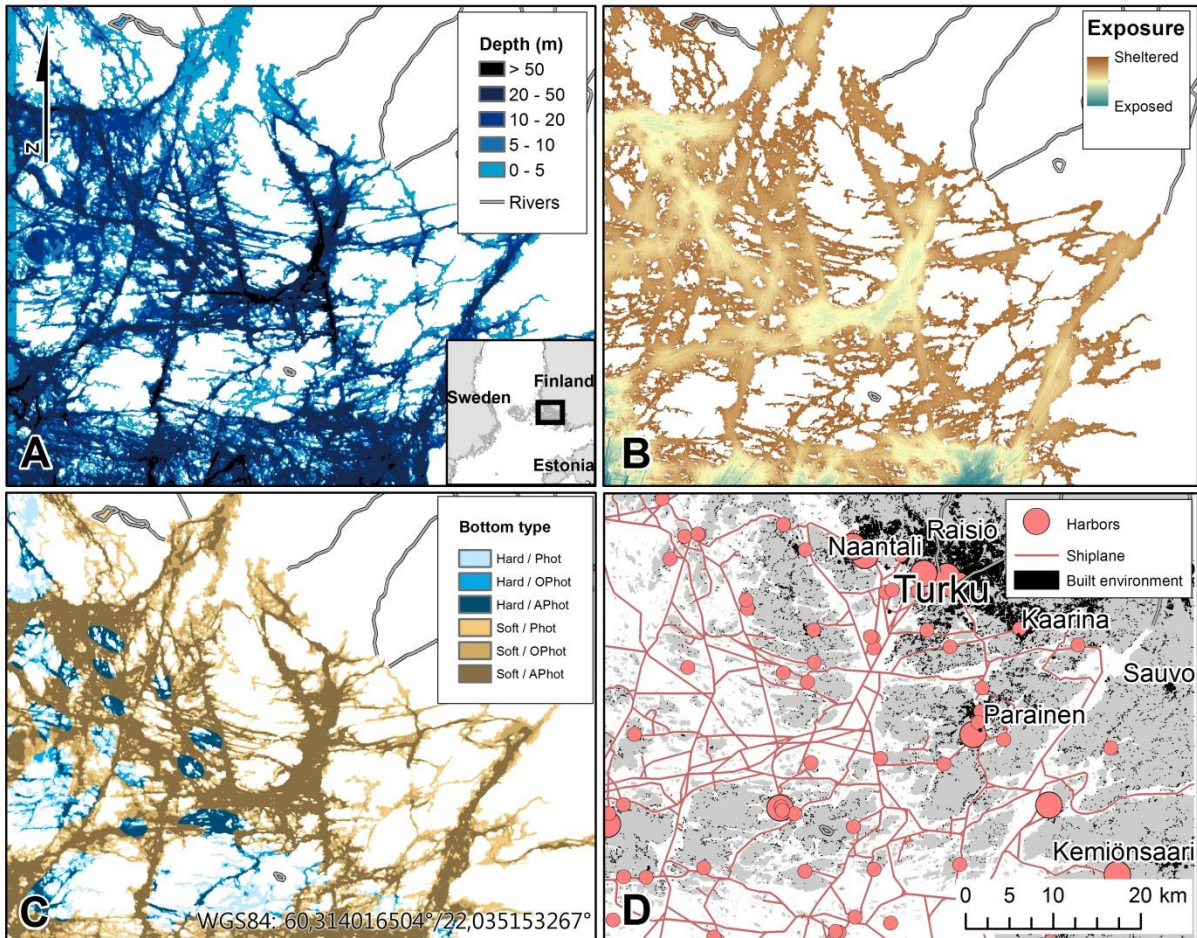 Depth (m)
> 50
20 - 50
10 - 20
5 - 10
0 - 5
Rivers
N
Finland
Sweden
Estonia
A
Exposure
Sheltered
Exposed
B
Bottom type
Hard / Phot
Hard / OPhot
Hard / APhot
Soft / Phot
Soft / OPhot
Soft / APhot
C
WGS84: 60,314016504°/22,035153267°
Harbors
Shiplane
Built environment
Raisio
Naantali
Turku
Kaarina
Sauvo
Parainen
Kemiönsaari
0 5 10 20 km
D